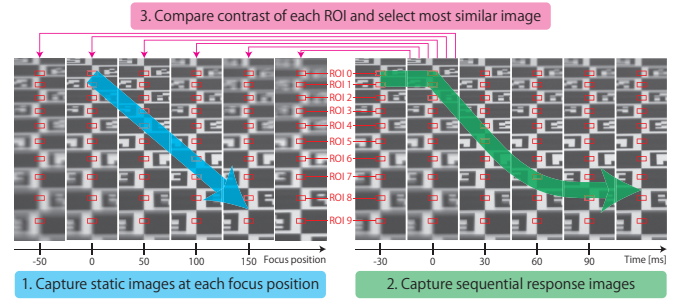 3. Compare contrast of each ROI and select most similar image
ROI 0
ROI 1
ROI 2
ROI 3
ROI 4
ROI 5
ROI 6
ROI 7
ROI 8
ROI 9
-50 0 50 100 150 Focus position
-30 0 30 60 90 Time [ms]
1. Capture static images at each focus position
2. Capture sequential response images